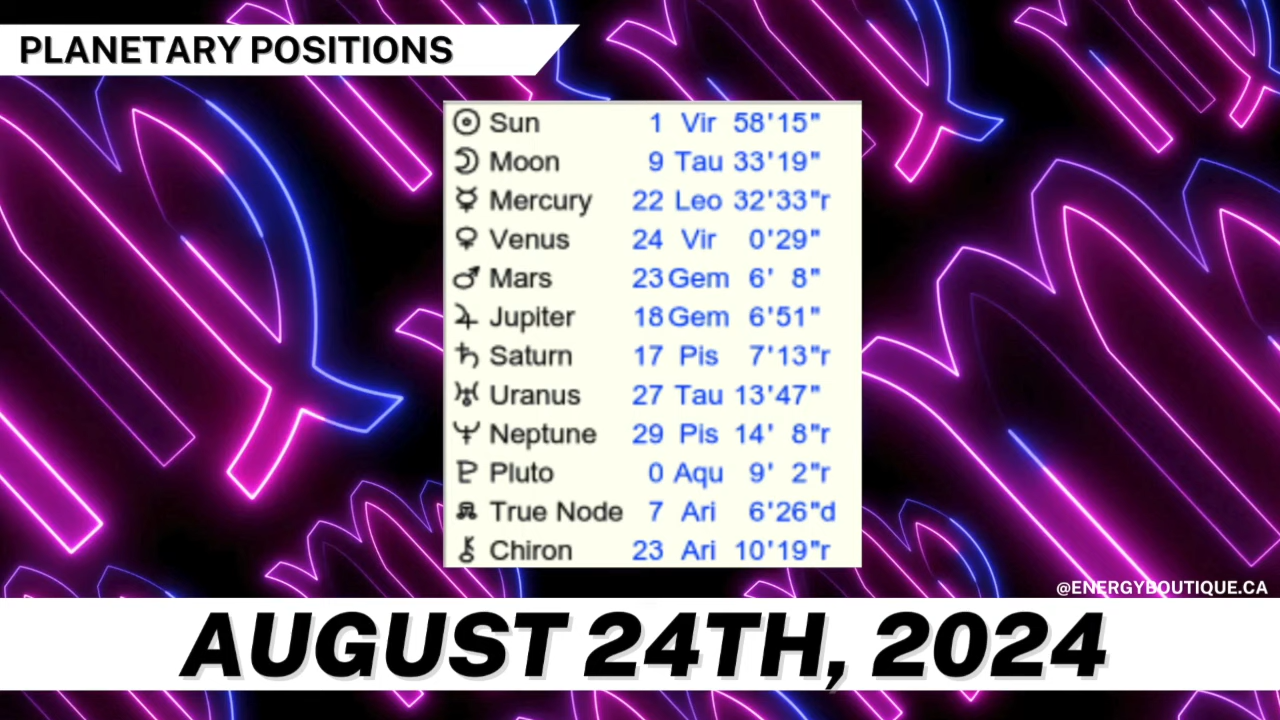 PLANETARY POSITIONS
Sun 1 Vir 58'15"
Moon 9 Tau 33'19"
Mercury 22 Leo 32'33"r
Venus 24 Vir 0'29"
Mars 23 Gem 6' 8"
Jupiter 18 Gem 6'51"
Saturn 17 Pis 7'13"r
Uranus 27 Tau 13'47"
Neptune 29 Pis 14' 8"r
Pluto 0 Aqu 9' 2"r
True Node 7 Ari 6'26"d
Chiron 23 Ari 10'19"r
@ENERGYBOUTIQUE.CA
AUGUST 24TH, 2024